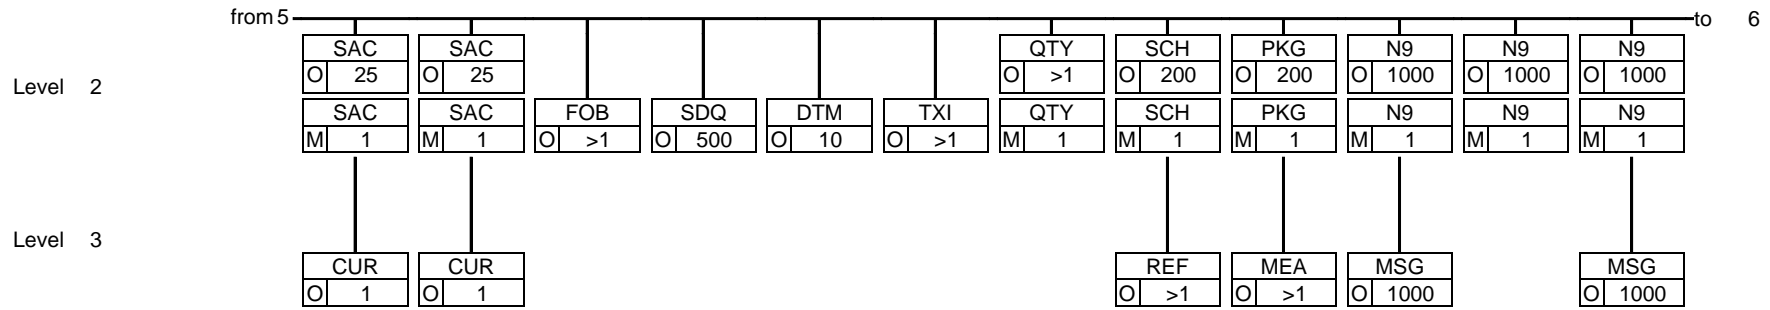 from 5 to 6
SAC SAC QTY SCH PKG N9 N9 N9
O 25 O 25 O >1 O 200 O 200 O 1000 O 1000 O 1000
Level 2
SAC SAC FOB SDQ DTM TXI QTY SCH PKG N9 N9 N9
M 1 M 1 O >1 O 500 O 10 O >1 M 1 M 1 M 1 M 1 M 1 M 1
Level 3
CUR CUR REF MEA MSG MSG
O 1 O 1 O >1 O >1 O 1000 O 1000